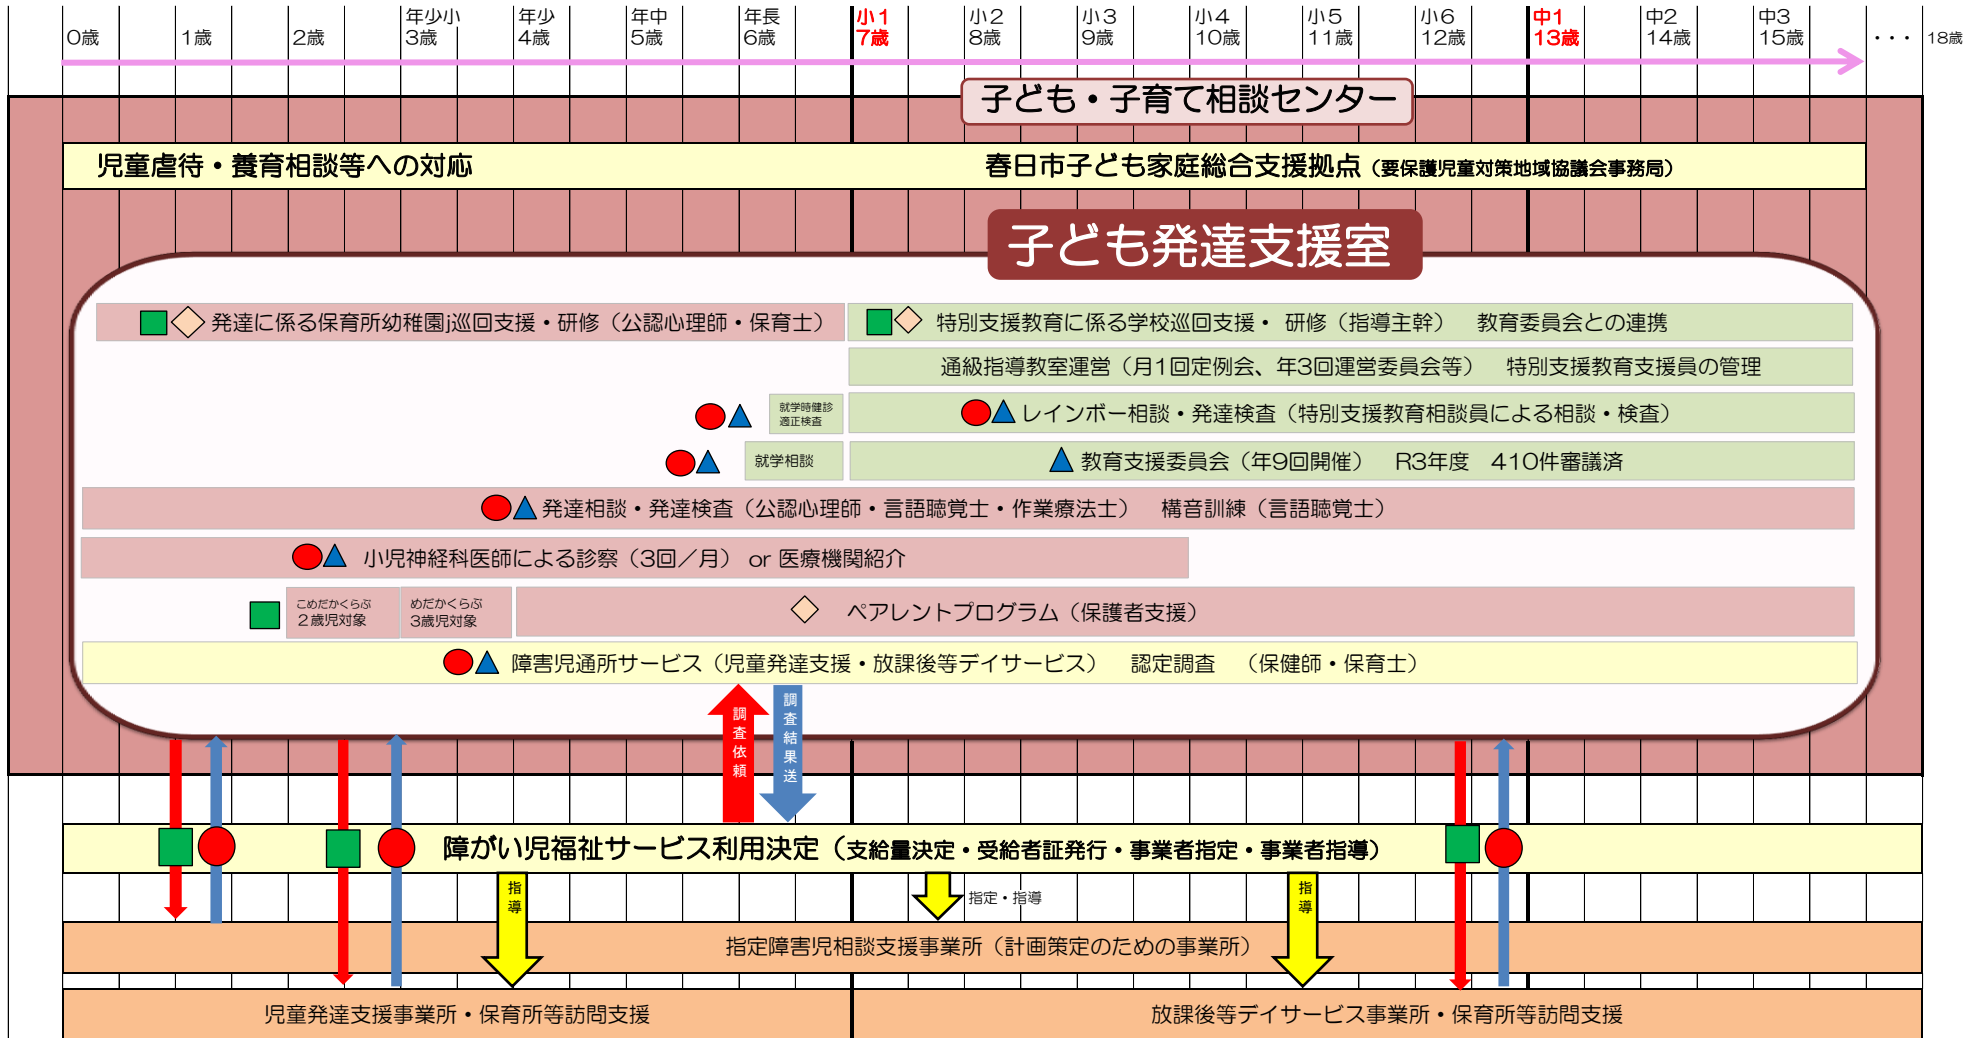 0歳
1歳
2歳
年少小
3歳
年少
4歳
年中
5歳
年長
6歳
小1
7歳
小2
8歳
小3
9歳
小4
10歳
小5
11歳
小6
12歳
中1
13歳
中2
14歳
中3
15歳
・・・ 18歳
子ども・子育て相談センター
児童虐待・養育相談等への対応
春日市子ども家庭総合支援拠点（要保護児童対策地域協議会事務局）
子ども発達支援室
発達に係る保育所幼稚園j巡回支援・研修（公認心理師・保育士）
特別支援教育に係る学校巡回支援・ 研修（指導主幹） 教育委員会との連携
通級指導教室運営（月1回定例会、年3回運営委員会等） 特別支援教育支援員の管理
就学時健診
適正検査
レインボー相談・発達検査（特別支援教育相談員による相談・検査）
就学相談
教育支援委員会（年9回開催） R3年度 410件審議済
発達相談・発達検査（公認心理師・言語聴覚士・作業療法士） 構音訓練（言語聴覚士）
小児神経科医師による診察（3回／月） or 医療機関紹介
こめだかくらぶ
2歳児対象
めだかくらぶ
3歳児対象
ペアレントプログラム（保護者支援）
障害児通所サービス（児童発達支援・放課後等デイサービス） 認定調査 （保健師・保育士）
調査依頼
調査結果送
障がい児福祉サービス利用決定（支給量決定・受給者証発行・事業者指定・事業者指導）
指導
指定・指導
指導
指定障害児相談支援事業所（計画策定のための事業所）
児童発達支援事業所・保育所等訪問支援
放課後等デイサービス事業所・保育所等訪問支援